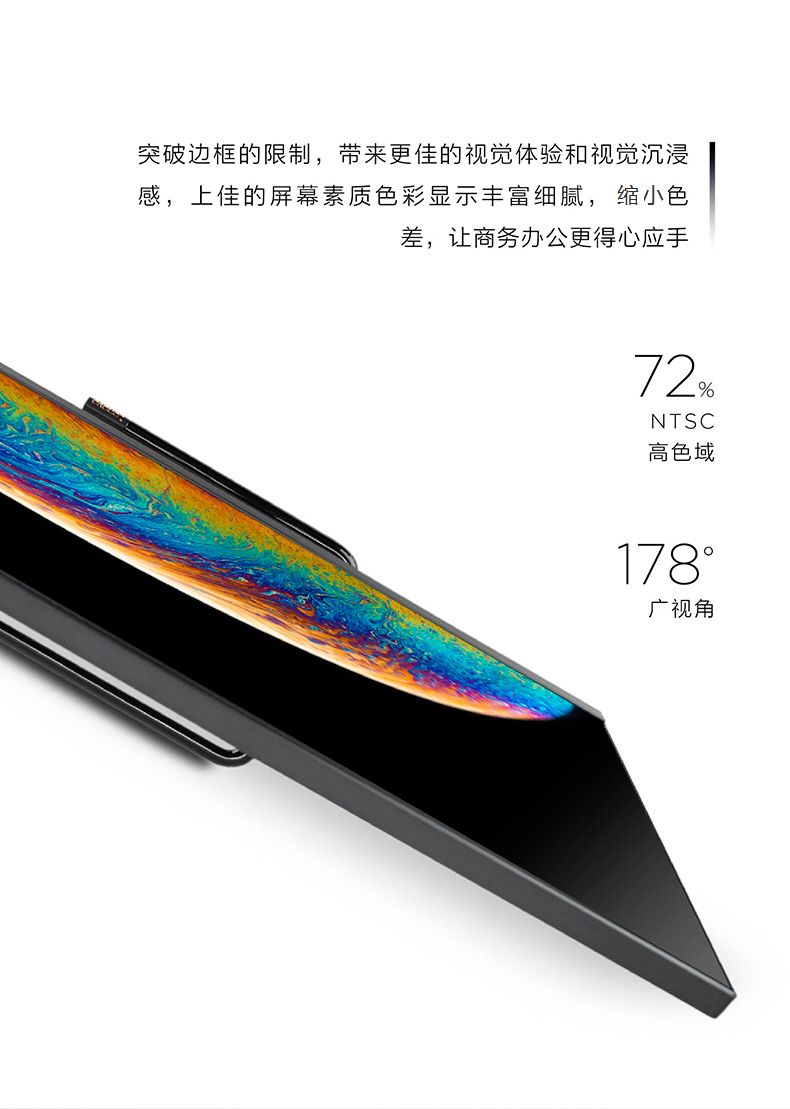 突破边框的限制，带来更佳的视觉体验和视觉沉浸
感，上佳的屏幕素质色彩显示丰富细腻，缩小色
差，让商务办公更得心应手
72%
NTSC
高色域
178°
广视角